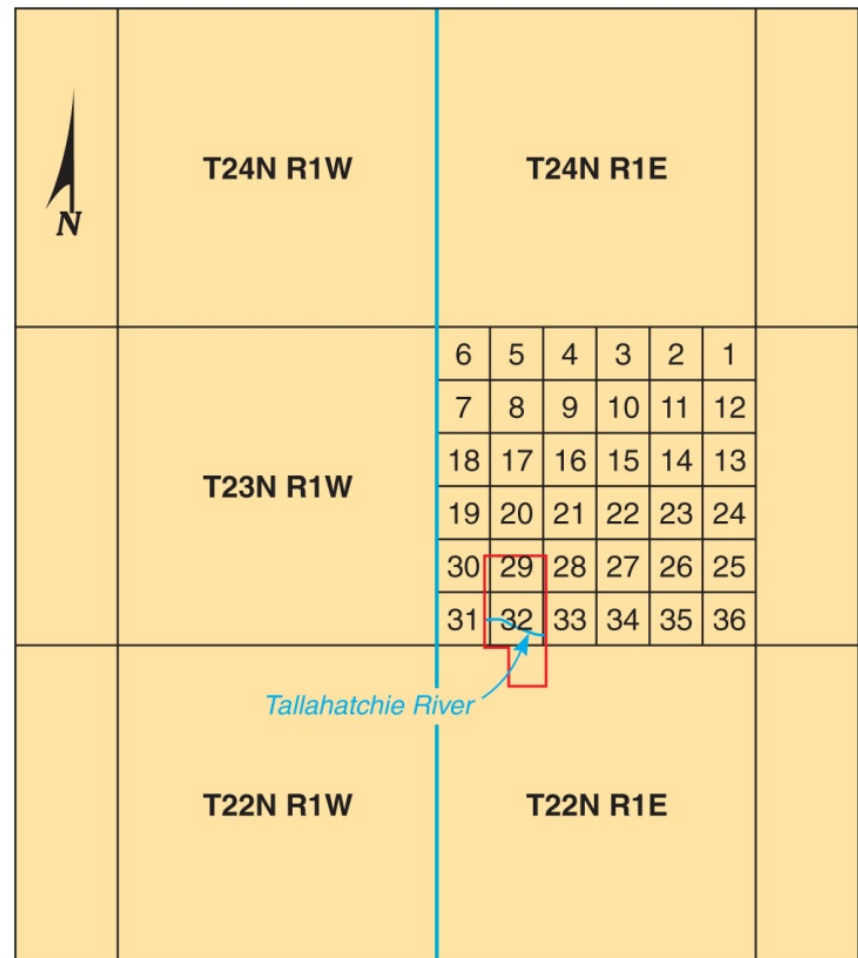 T24N R1W
T24N R1E
N
6 5 4 3 2 1
7 8 9 10 11 12
18 17 16 15 14 13
T23N R1W
19 20 21 22 23 24
30 29 28 27 26 25
31 32 33 34 35 36
Tallahatchie River
T22N R1W
T22N R1E